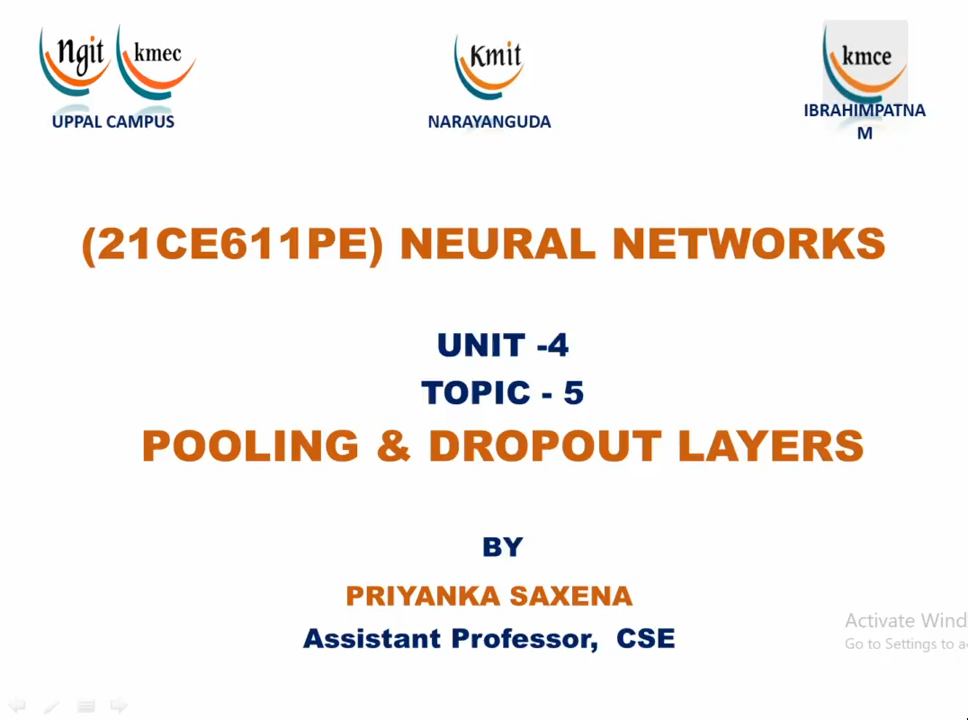 Ngit kmec
UPPAL CAMPUS
Kmit
NARAYANGUDA
kmce
IBRAHIMPATNA
M
(21CE611PE) NEURAL NETWORKS
UNIT -4
TOPIC - 5
POOLING & DROPOUT LAYERS
BY
PRIYANKA SAXENA
Assistant Professor, CSE
Activate Wind
Go to Settings to a